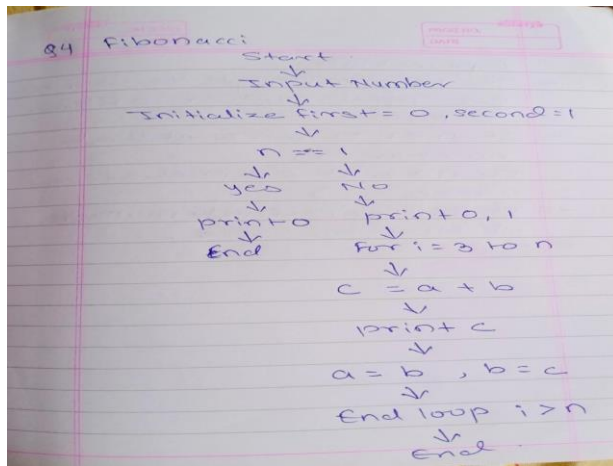 Q4 Fibonacci
Start
↓
Input Number
↓
Initialize first = 0, second = 1
↓
n == 1
↓ ↓
yes No
↓ ↓
print 0 print 0, 1
↓ ↓
End For i = 3 to n
↓
c = a + b
↓
print c
↓
a = b , b = c
↓
End loop i > n
↓
End .